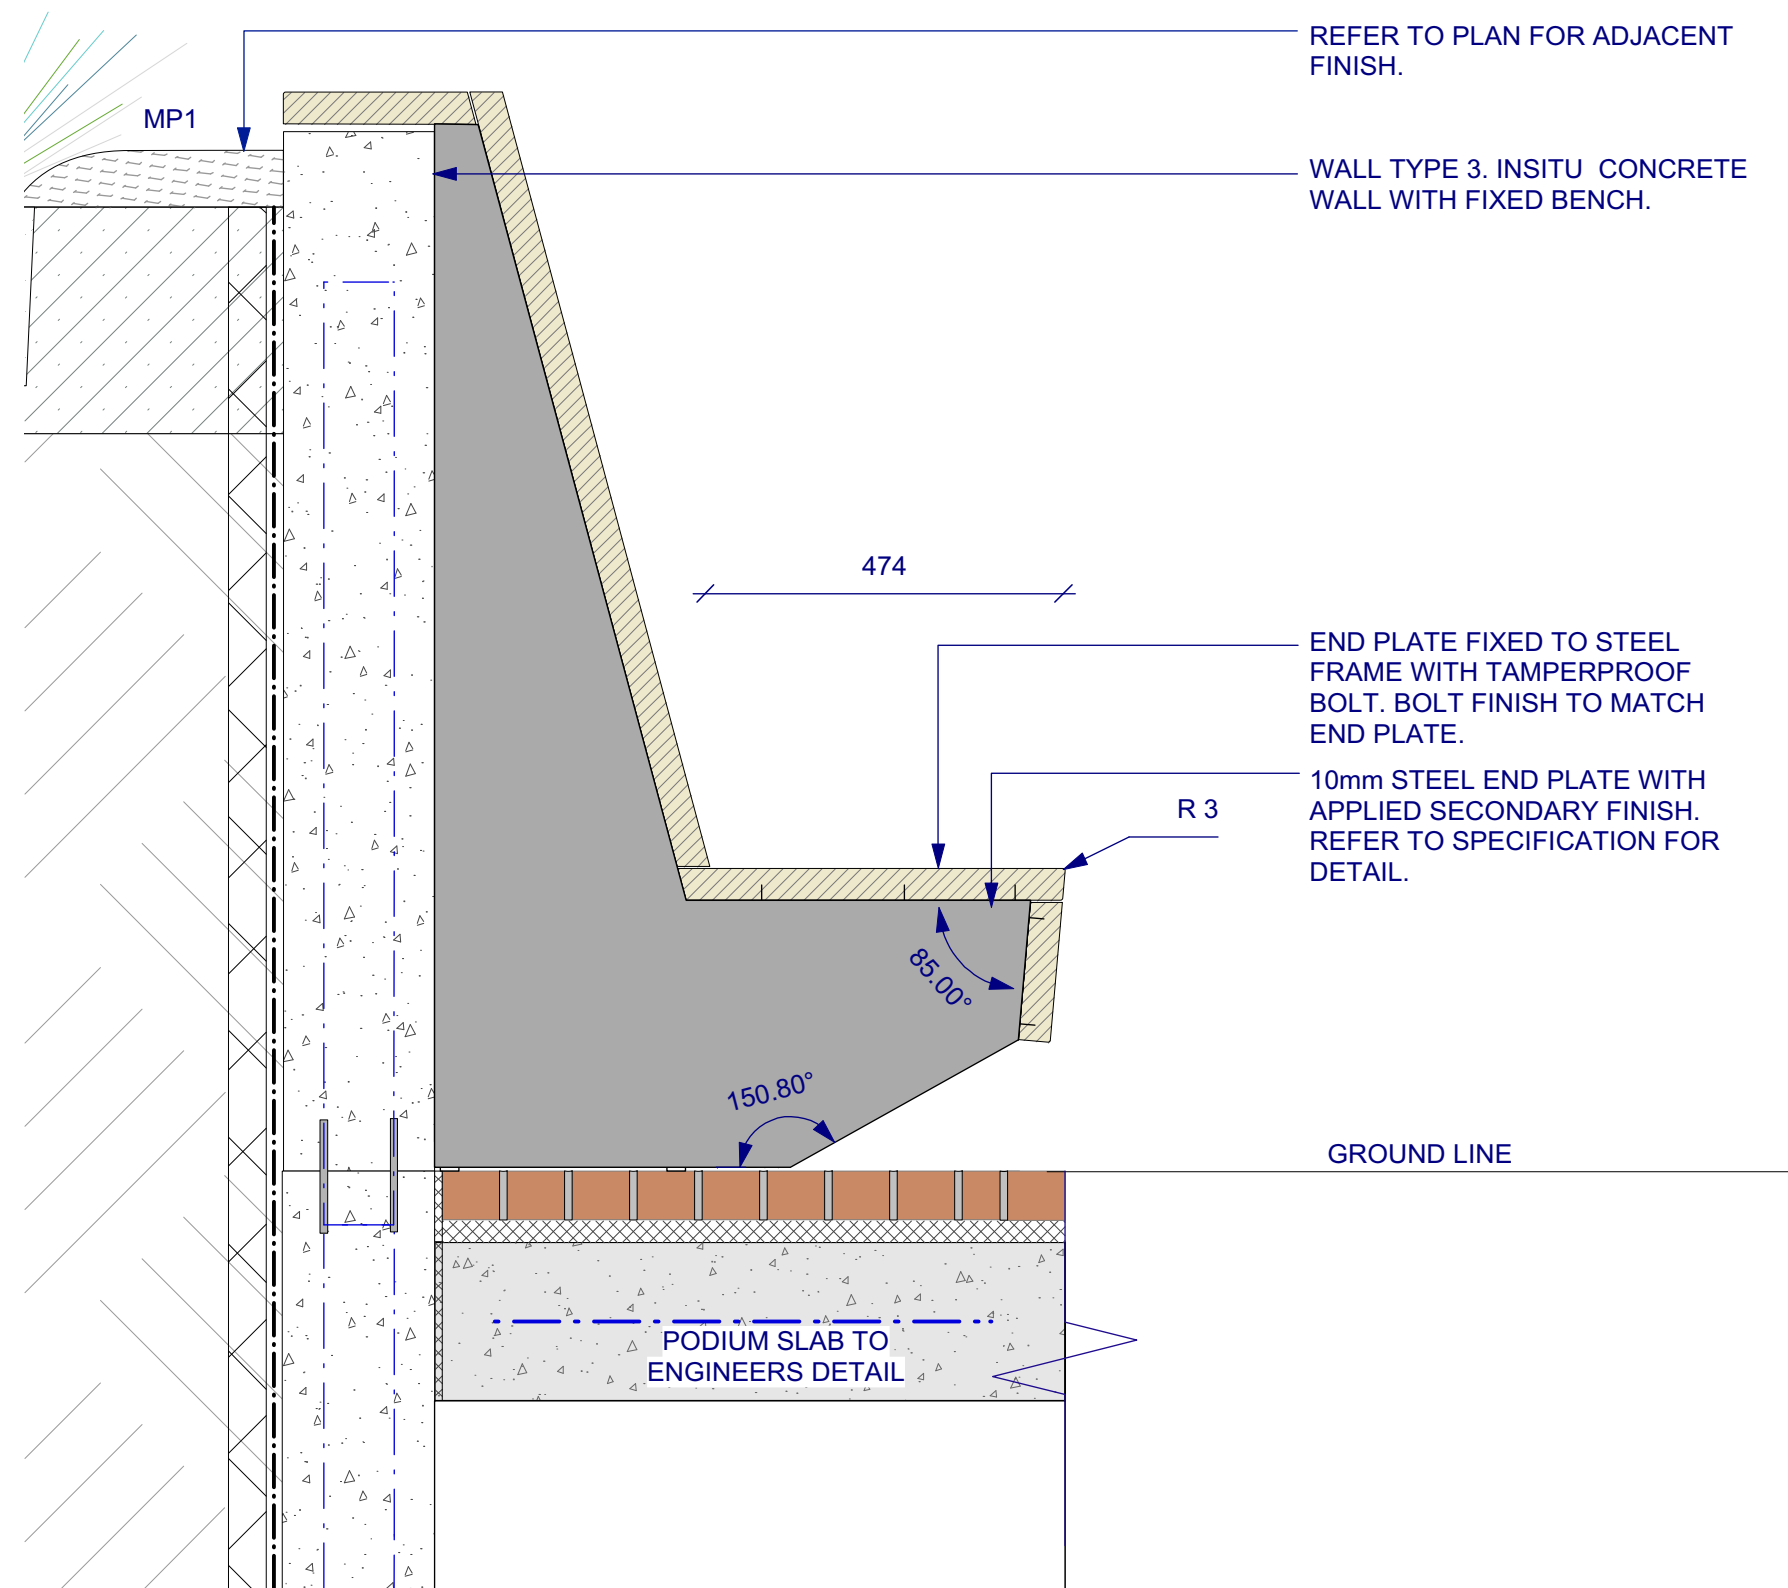 REFER TO PLAN FOR ADJACENT
FINISH.
MP1
WALL TYPE 3. INSITU CONCRETE
WALL WITH FIXED BENCH.
474
END PLATE FIXED TO STEEL
FRAME WITH TAMPERPROOF
BOLT. BOLT FINISH TO MATCH
END PLATE.
10mm STEEL END PLATE WITH
APPLIED SECONDARY FINISH.
REFER TO SPECIFICATION FOR
DETAIL.
R 3
85.00°
150.80°
GROUND LINE
PODIUM SLAB TO
ENGINEERS DETAIL